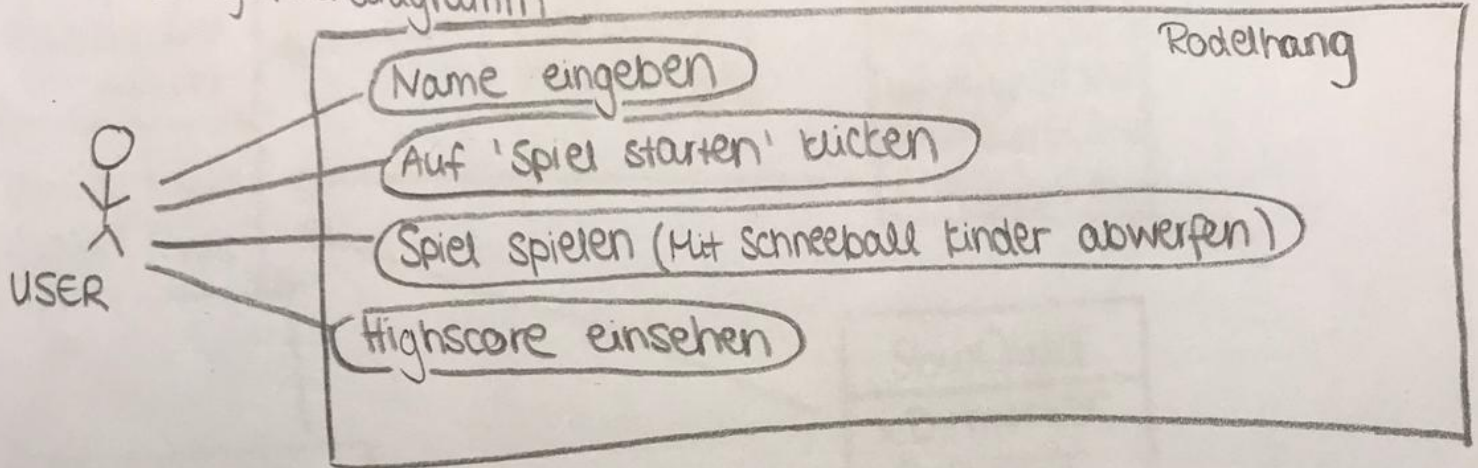 Rodelhang
Name eingeben
Auf 'Spiel starten' klicken
Spiel spielen (Mit Schneeball Kinder abwerfen)
USER
Highscore einsehen